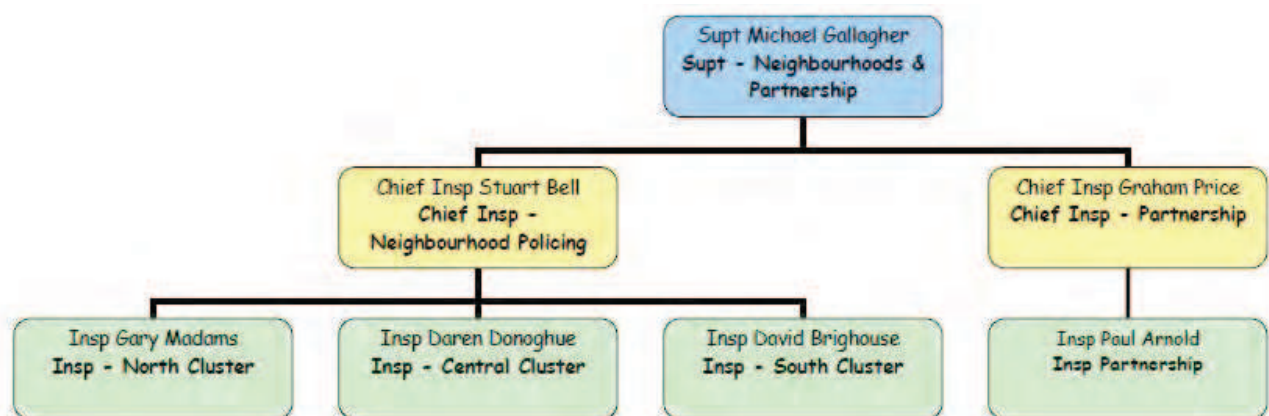 Supt Michael Gallagher
Supt - Neighbourhoods &
Partnership
Chief Insp Stuart Bell
Chief Insp -
Neighbourhood Policing
Chief Insp Graham Price
Chief Insp - Partnership
Insp Gary Madams
Insp - North Cluster
Insp Daren Donoghue
Insp - Central Cluster
Insp David Brighouse
Insp - South Cluster
Insp Paul Arnold
Insp Partnership